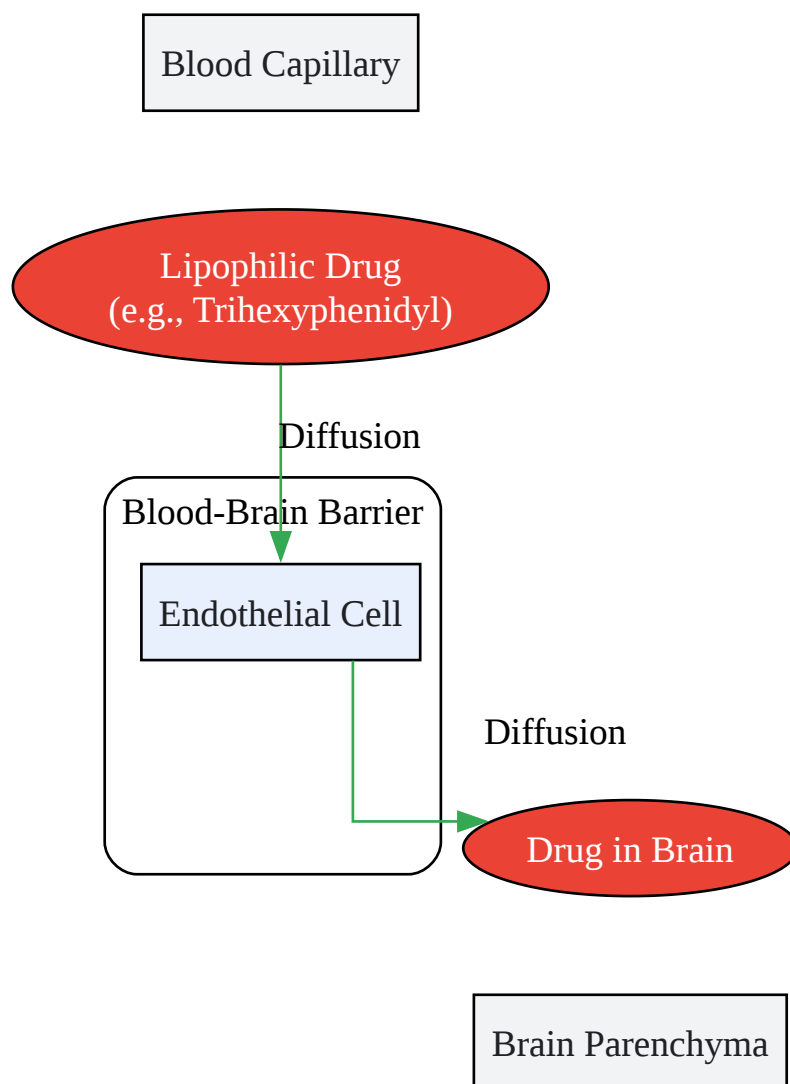 Blood Capillary
Lipophilic Drug
(e.g., Trihexyphenidyl)
Diffusion
Blood-Brain Barrier
Endothelial Cell
Diffusion
Drug in Brain
Brain Parenchyma